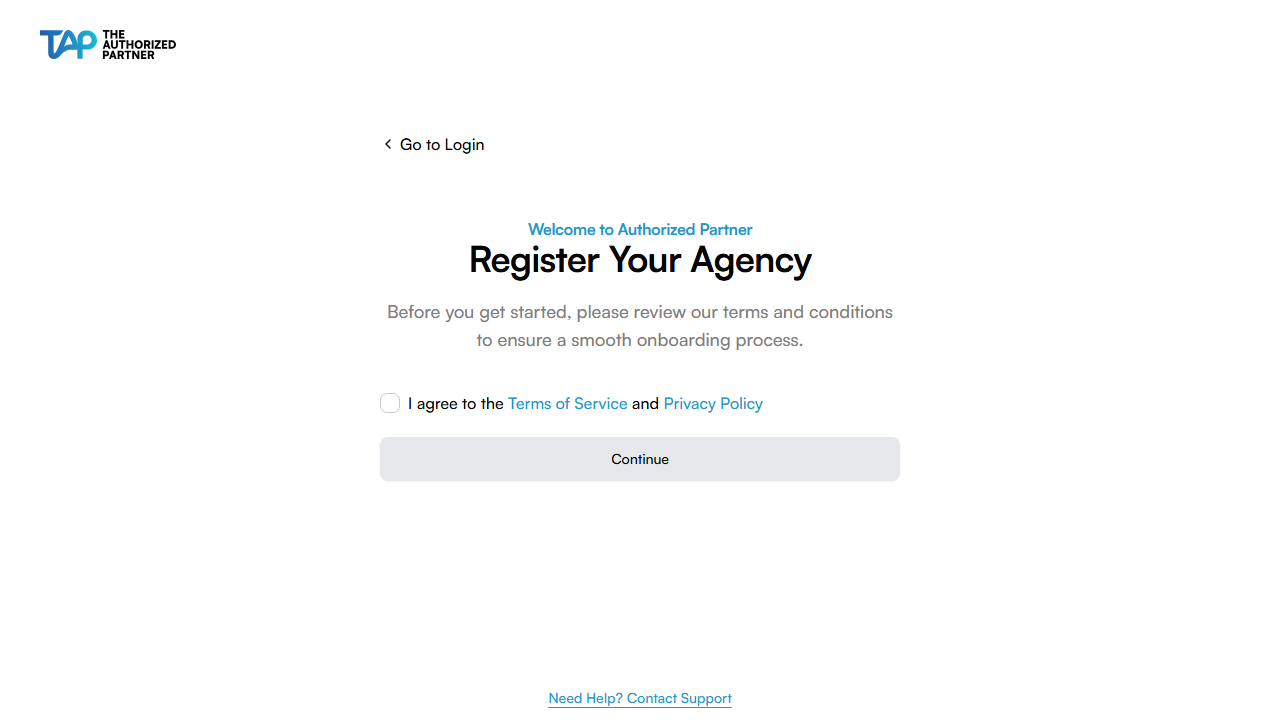 TAP THE
AUTHORIZED
PARTNER
Go to Login
Welcome to Authorized Partner
Register Your Agency
Before you get started, please review our terms and conditions
to ensure a smooth onboarding process.
I agree to the Terms of Service and Privacy Policy
Continue
Need Help? Contact Support